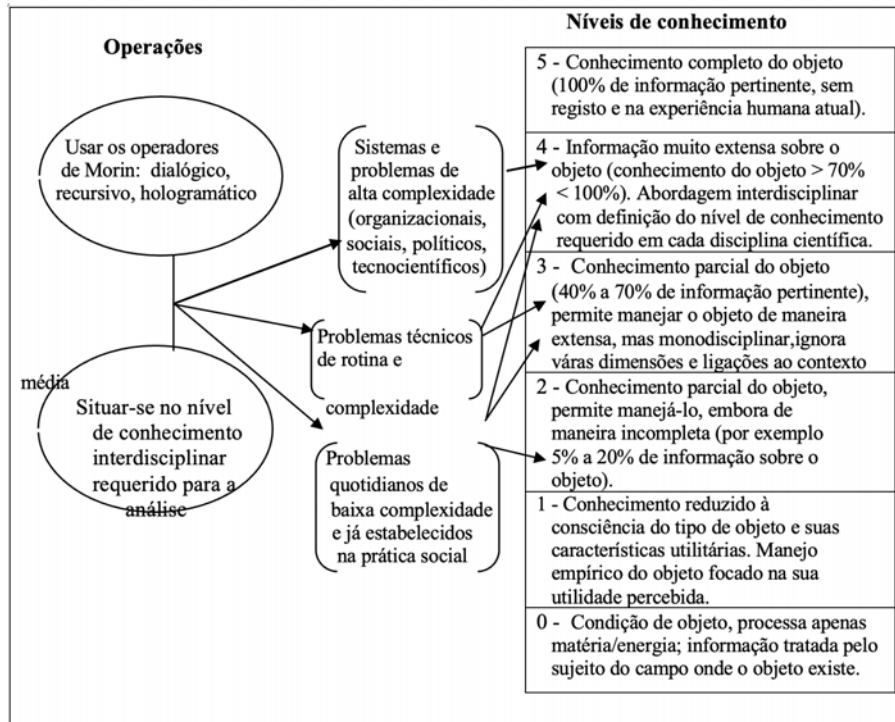 Operações
Usar os operadores
de Morin: dialógico,
recursivo, hologramático
média
Situar-se no nível
de conhecimento
interdisciplinar
requerido para a
análise
Sistemas e
problemas de
alta complexidade
(organizacionais,
sociais, políticos,
tecnocientíficos)
Problemas técnicos
de rotina e
complexidade
Problemas
quotidianos de
baixa complexidade
e já estabelecidos
na prática social
Níveis de conhecimento
5 - Conhecimento completo do objeto
(100% de informação pertinente, sem
registo e na experiência humana atual).
4 - Informação muito extensa sobre o
objeto (conhecimento do objeto > 70%
< 100%). Abordagem interdisciplinar
com definição do nível de conhecimento
requerido em cada disciplina científica.
3 - Conhecimento parcial do objeto
(40% a 70% de informação pertinente),
permite manejar o objeto de maneira
extensa, mas monodisciplinar,ignora
váras dimensões e ligações ao contexto
2 - Conhecimento parcial do objeto,
permite manejá-lo, embora de
maneira incompleta (por exemplo
5% a 20% de informação sobre o
objeto).
1 - Conhecimento reduzido à
consciência do tipo de objeto e suas
características utilitárias. Manejo
empírico do objeto focado na sua
utilidade percebida.
0 - Condição de objeto, processa apenas
matéria/energia; informação tratada pelo
sujeito do campo onde o objeto existe.